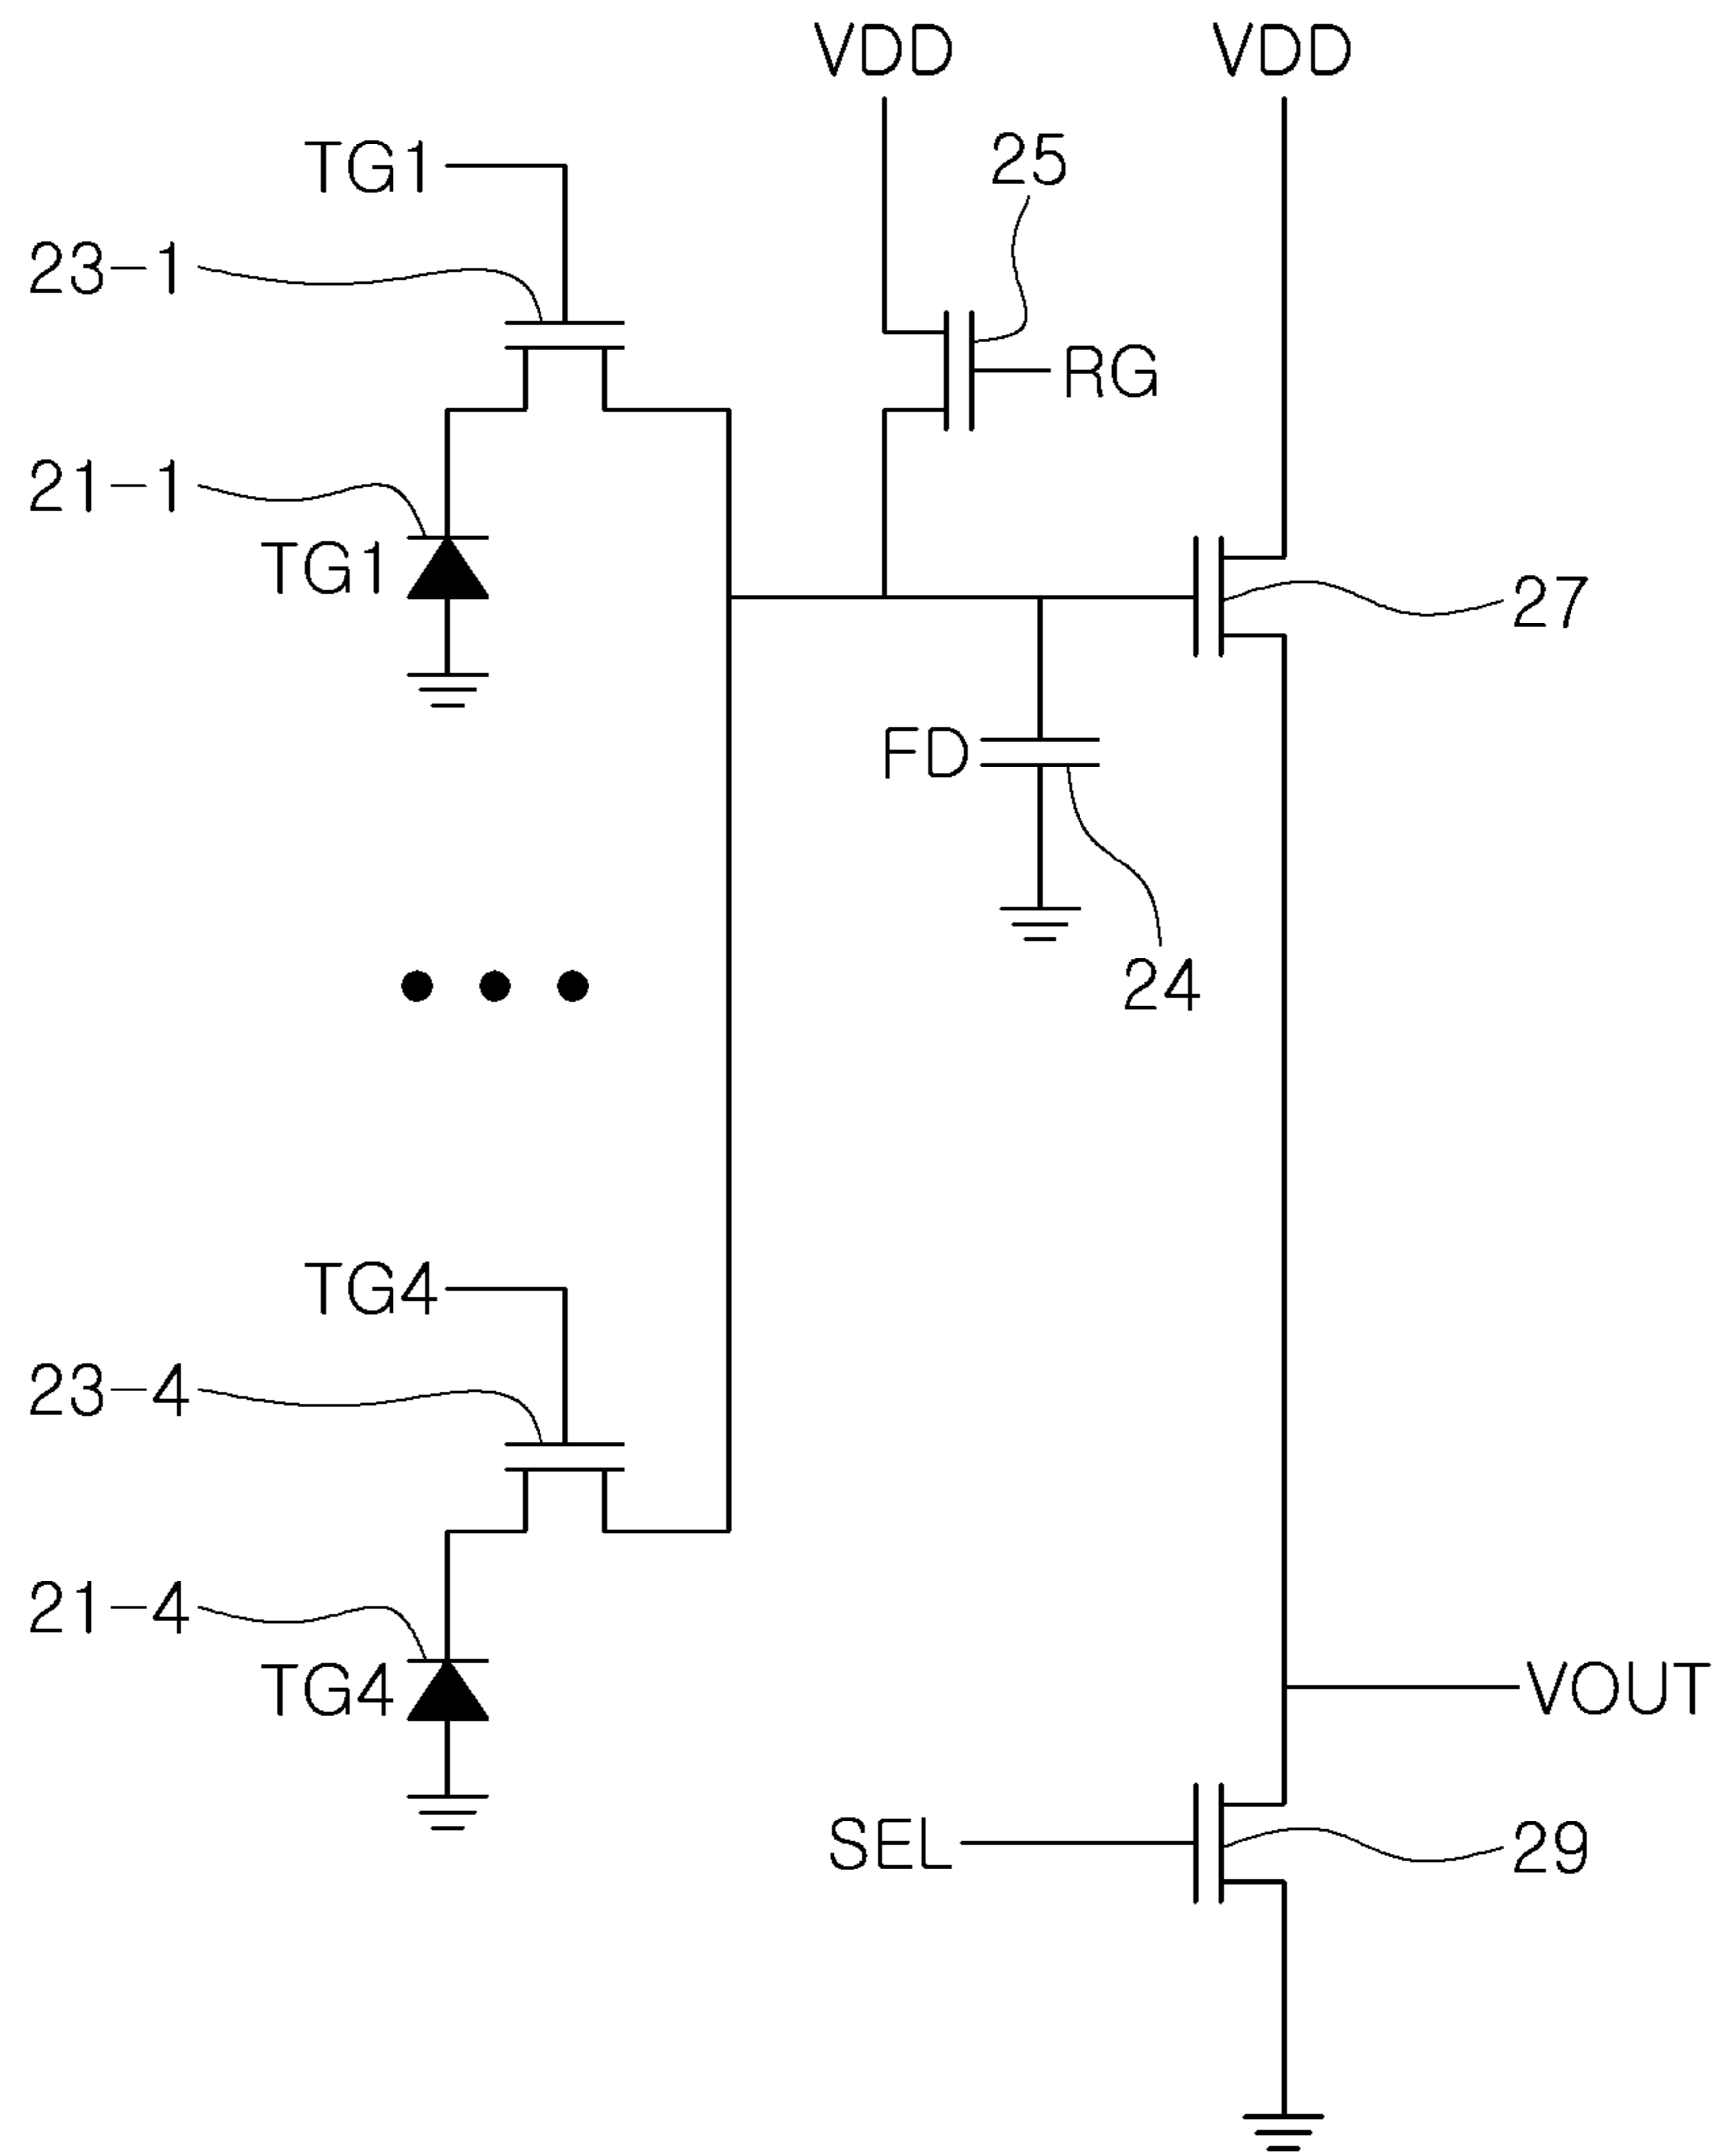 VDD VDD
TG1
25
23-1
RG
21-1
TG1
27
FD
24
TG4
23-4
21-4
TG4
VOUT
SEL
29